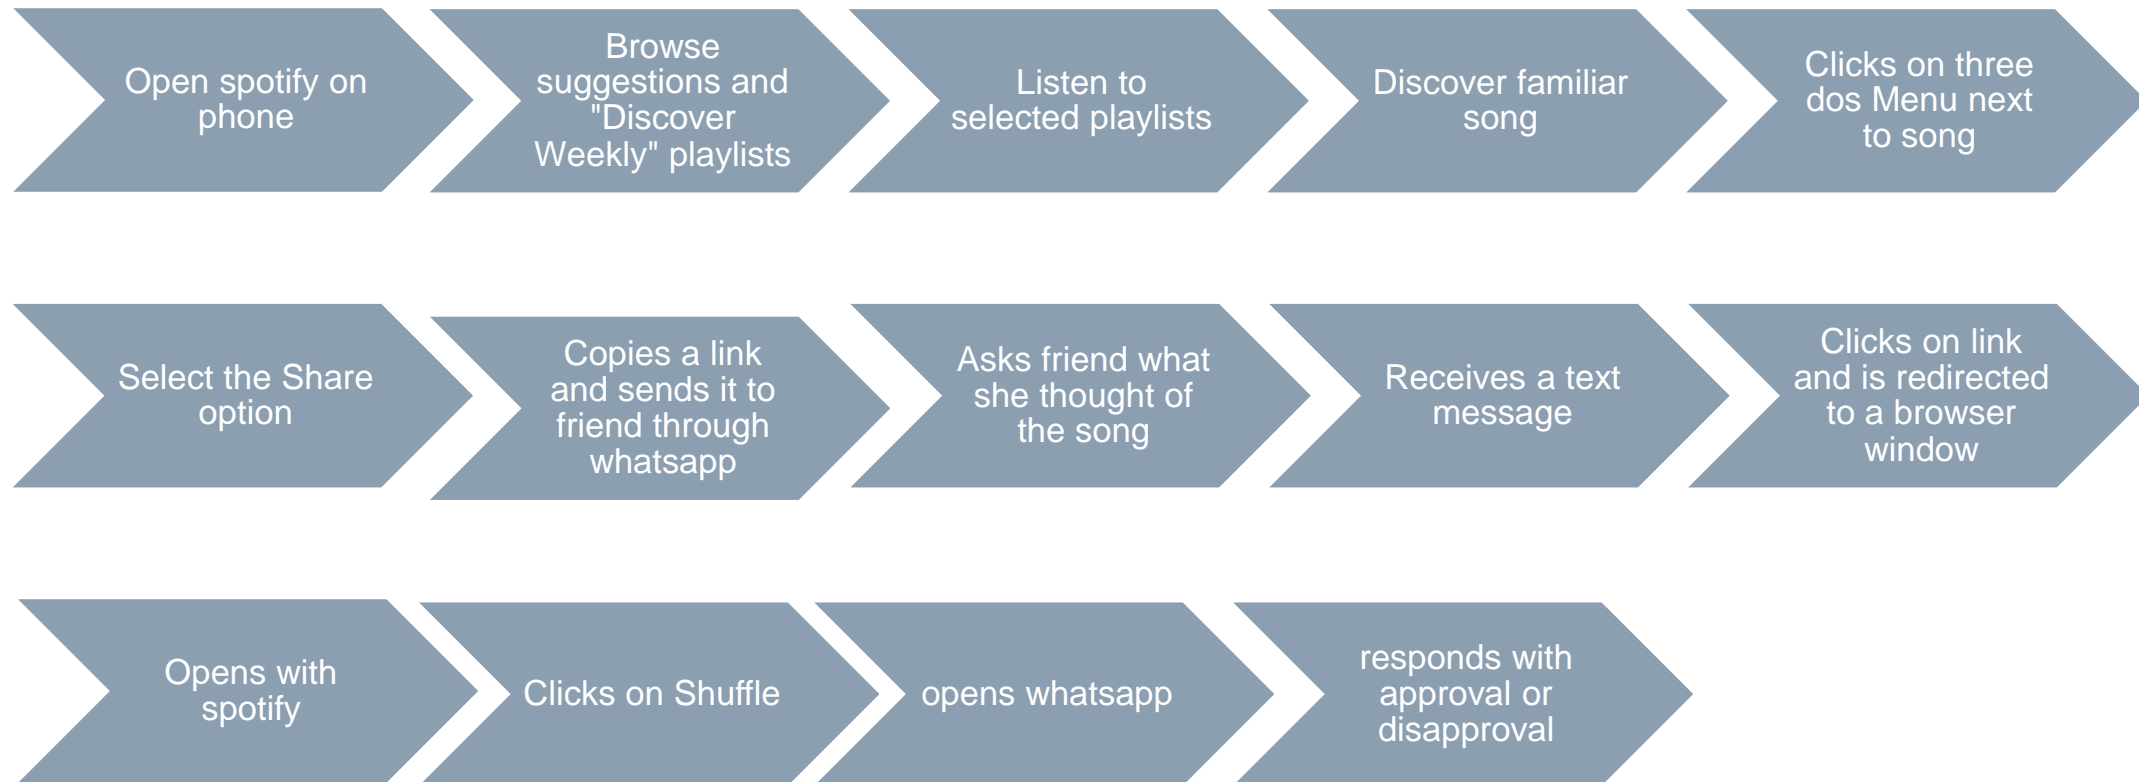 Open spotify on
phone
Browse
suggestions and
"Discover
Weekly" playlists
Listen to
selected playlists
Discover familiar
song
Clicks on three
dos Menu next
to song
Select the Share
option
Copies a link
and sends it to
friend through
whatsapp
Asks friend what
she thought of
the song
Receives a text
message
Clicks on link
and is redirected
to a browser
window
Opens with
spotify
Clicks on Shuffle
opens whatsapp
responds with
approval or
disapproval